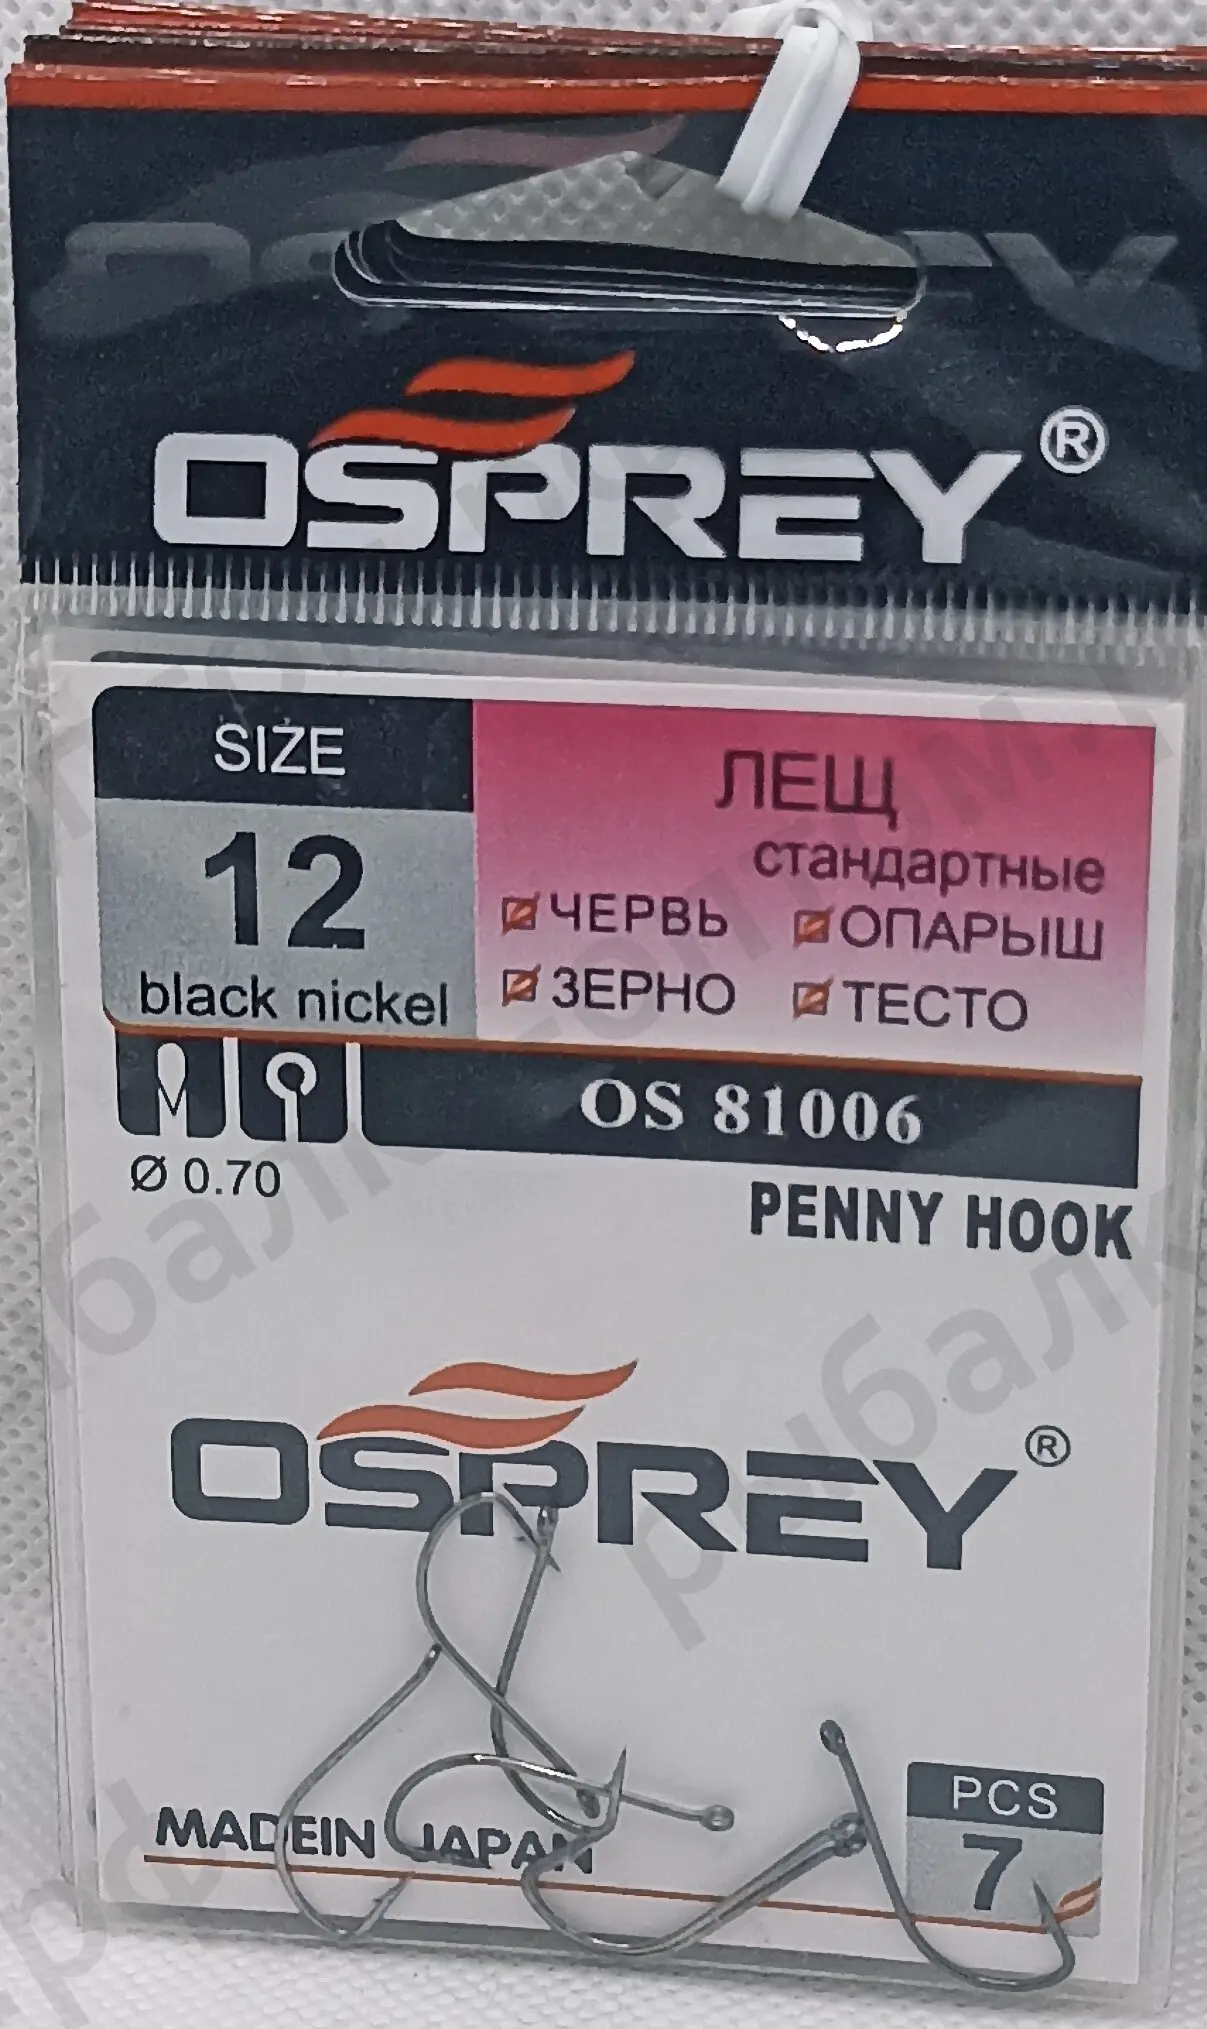 OSPREY®
SIZE
12
black nickel
ЛЕЩ
стандартные
ЧЕРВЬ ОПАРЫШ
ЗЕРНО ТЕСТО
OS 81006
Ø 0.70
PENNY HOOK
OSPREY®
PCS
7
MADEIN JAPAN